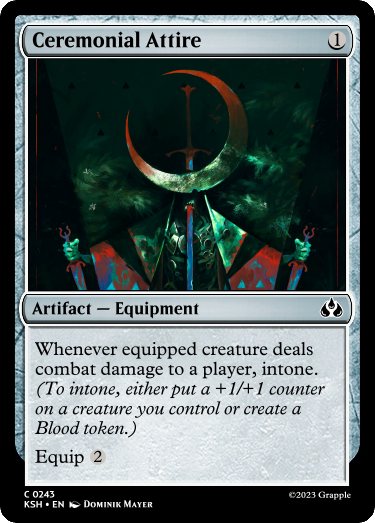 Ceremonial Attire 1
Artifact — Equipment
Whenever equipped creature deals
combat damage to a player, intone.
(To intone, either put a +1/+1 counter
on a creature you control or create a
Blood token.)
Equip 2
C 0243
KSH • EN Dominik Mayer
©2023 Grapple